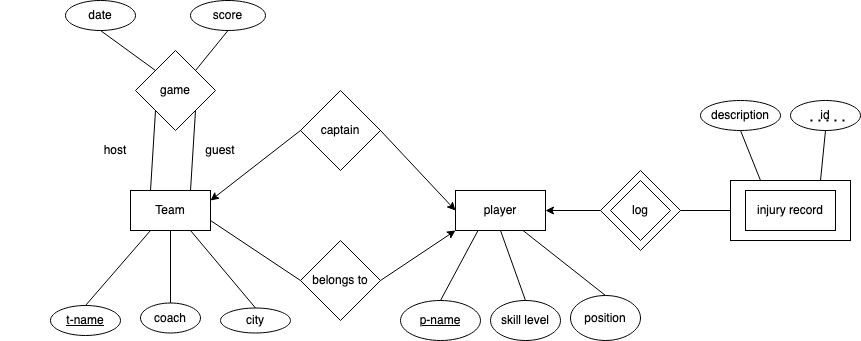 date
score
game
host
guest
captain
description
id
Team
player
log
injury record
belongs to
t-name
coach
city
p-name
skill level
position